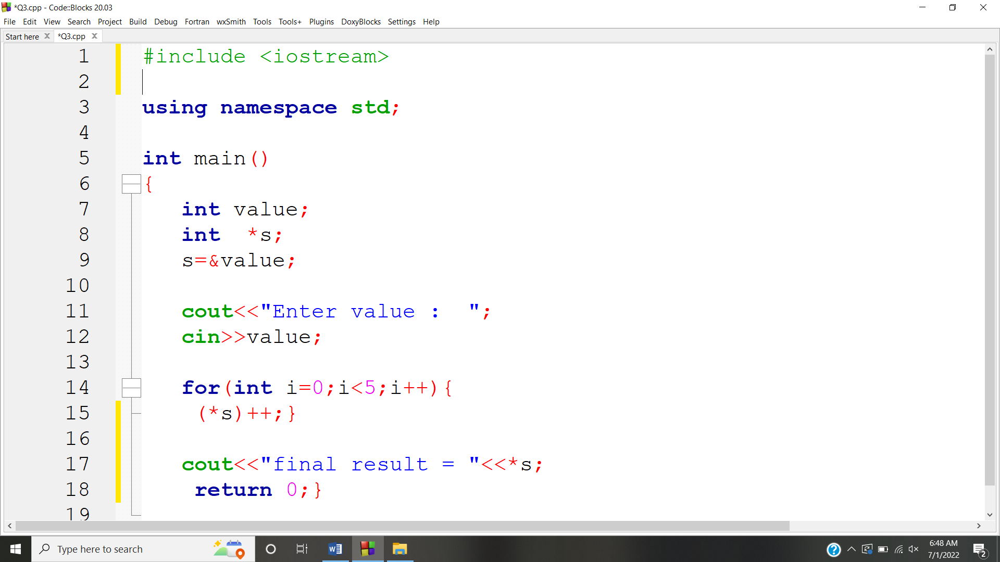 *Q3.cpp - Code::Blocks 20.03
File Edit View Search Project Build Debug Fortran wxSmith Tools Tools+ Plugins DoxyBlocks Settings Help
Start here *Q3.cpp
1 #include <iostream>
2
3 using namespace std;
4
5 int main()
6 {
7 int value;
8 int  *s;
9 s=&value;
10
11 cout<<"Enter value :  ";
12 cin>>value;
13
14 for(int i=0;i<5;i++){
15 (*s)++;}
16
17 cout<<"final result = "<<*s;
18 return 0;}
19
Type here to search
6:48 AM
7/1/2022
2